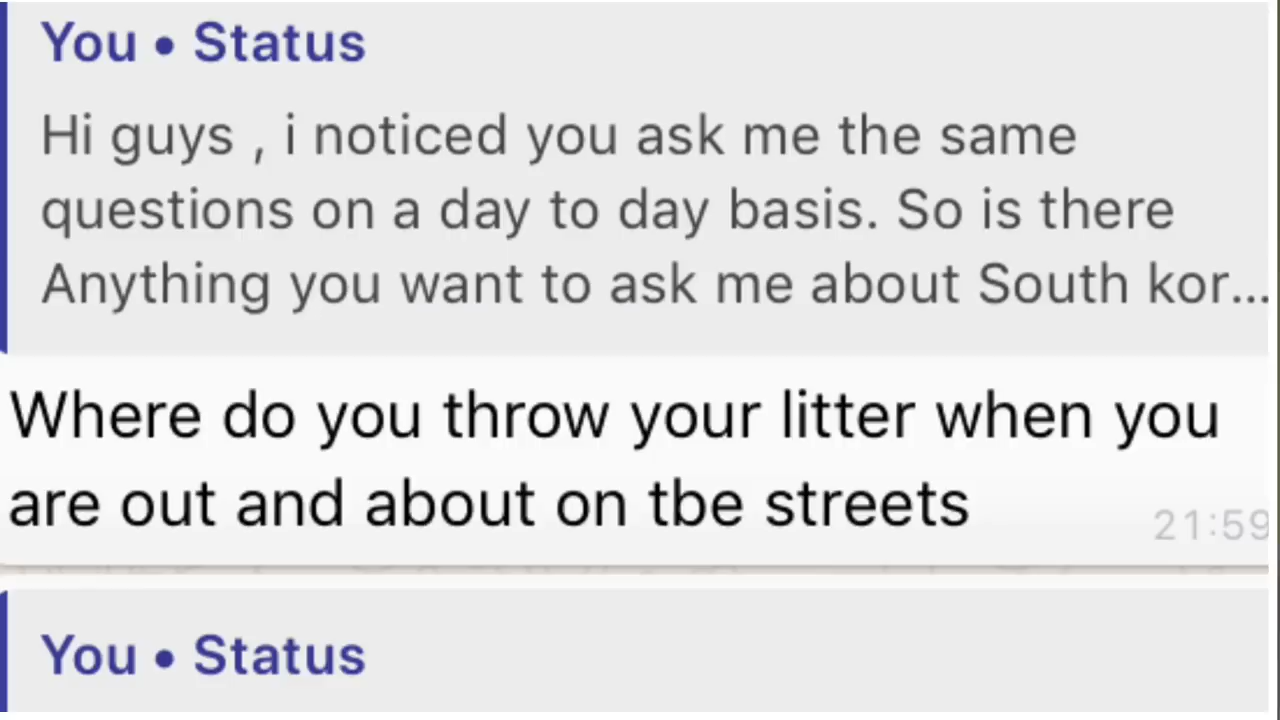 You • Status
Hi guys , i noticed you ask me the same
questions on a day to day basis. So is there
Anything you want to ask me about South kor...
Where do you throw your litter when you
are out and about on tbe streets
21:59
You • Status